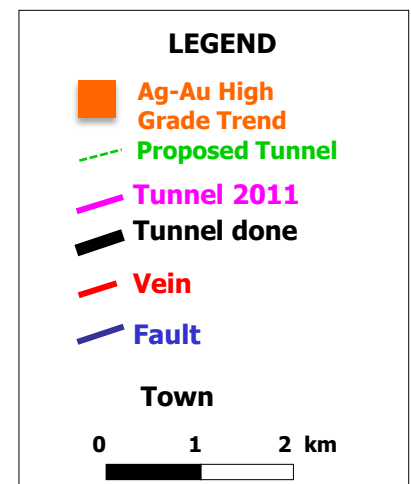 LEGEND
Ag-Au High
Grade Trend
Proposed Tunnel
Tunnel 2011
Tunnel done
Vein
Fault
Town
0 1 2 km